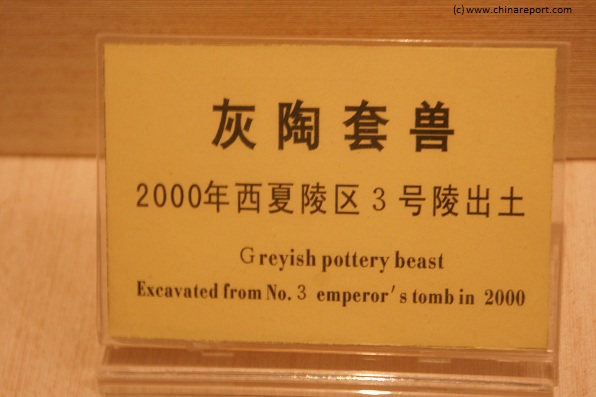 (c) www.chinareport.com
灰陶套兽
2000年西夏陵区3号陵出土
Greyish pottery beast
Excavated from No. 3 emperor's tomb in 2000